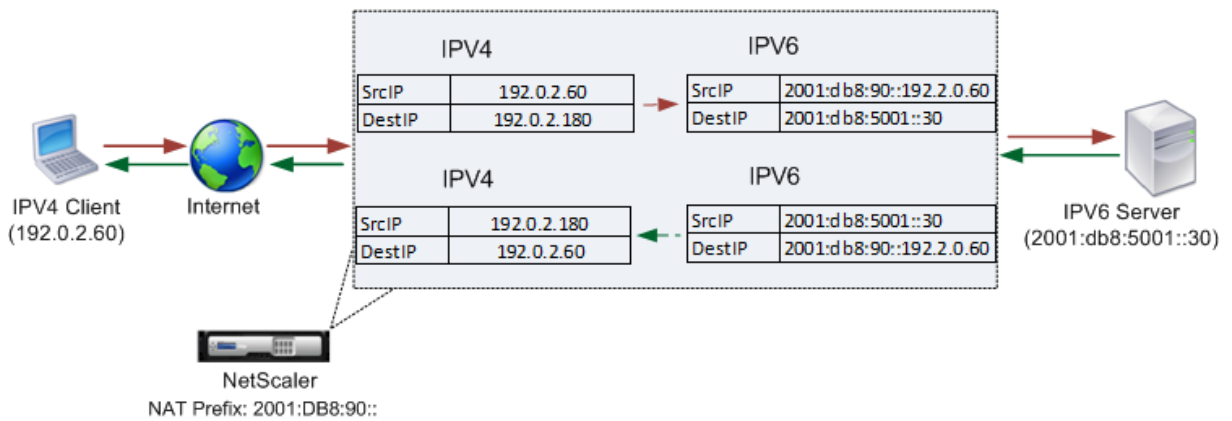 IPV4
IPV6
SrcIP 192.0.2.60
DestIP 192.0.2.180
SrcIP 2001:db8:90::192.2.0.60
DestIP 2001:db8:5001::30
IPV4 Client
(192.0.2.60)
Internet
IPV4
IPV6
SrcIP 192.0.2.180
DestIP 192.0.2.60
SrcIP 2001:db8:5001::30
DestIP 2001:db8:90::192.2.0.60
IPV6 Server
(2001:db8:5001::30)
NetScaler
NAT Prefix: 2001:DB8:90::